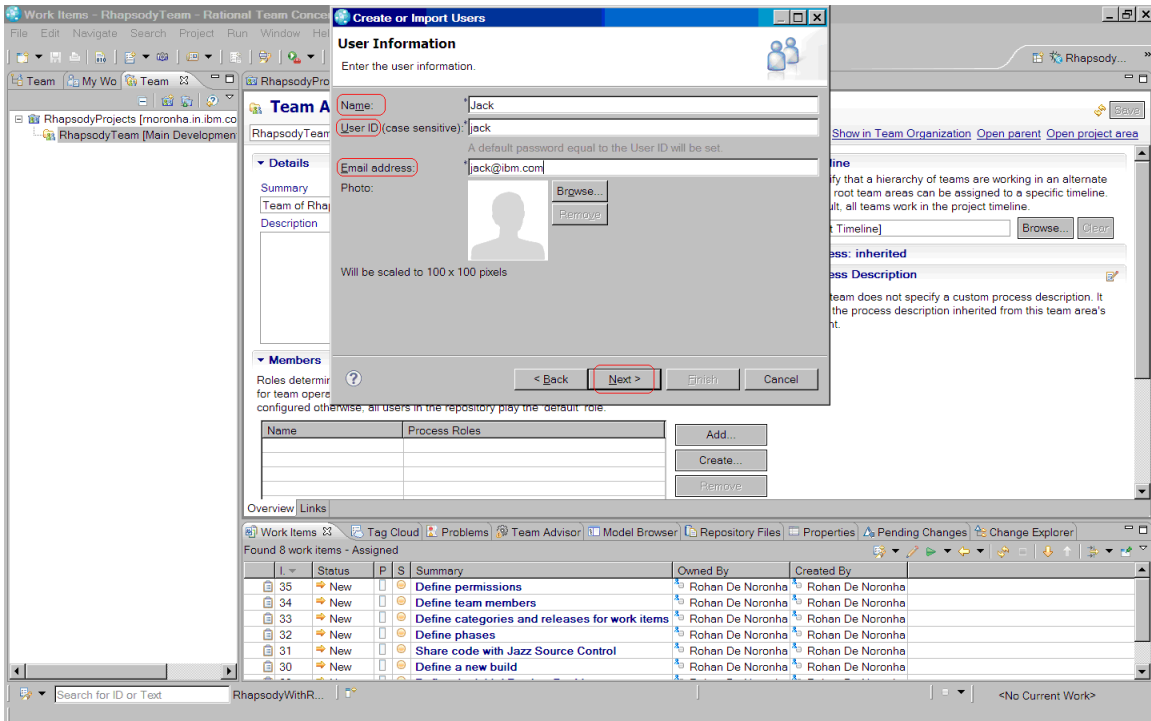 Work Items - RhapsodyTeam - Rational Team Conce
File Edit Navigate Search Project Run Window Hel
Rhapsody...
Team
My Wo
Team
RhapsodyProjects [rnoronha.in.ibm.co
RhapsodyTeam [Main Development
Create or Import Users
User Information
Enter the user information.
Name: *Jack
User ID (case sensitive): *jack
A default password equal to the User ID will be set.
Email address: *jack@ibm.com
Photo:
Browse...
Remove
Will be scaled to 100 x 100 pixels
< Back
Next >
Finish
Cancel
RhapsodyPro
Team A
Save
RhapsodyTeam
Show in Team Organization Open parent Open project area
Details
Summary
Team of Rhap
Description
line
ify that a hierarchy of teams are working in an alternate
root team areas can be assigned to a specific timeline.
ult, all teams work in the project timeline.
t Timeline]
Browse...
Clear
ess: inherited
ess Description
team does not specify a custom process description. It
the process description inherited from this team area's
nt.
Members
Roles determin
for team opera
configured otherwise, all users in the repository play the 'default' role.
Name Process Roles
Add...
Create...
Remove
Overview Links
Work Items Tag Cloud Problems Team Advisor Model Browser Repository Files Properties Pending Changes Change Explorer
Found 8 work items - Assigned
I.. Status P S Summary Owned By Created By
35 New Define permissions Rohan De Noronha Rohan De Noronha
34 New Define team members Rohan De Noronha Rohan De Noronha
33 New Define categories and releases for work items Rohan De Noronha Rohan De Noronha
32 New Define phases Rohan De Noronha Rohan De Noronha
31 New Share code with Jazz Source Control Rohan De Noronha Rohan De Noronha
30 New Define a new build Rohan De Noronha Rohan De Noronha
Search for ID or Text
RhapsodyWithR...
<No Current Work>